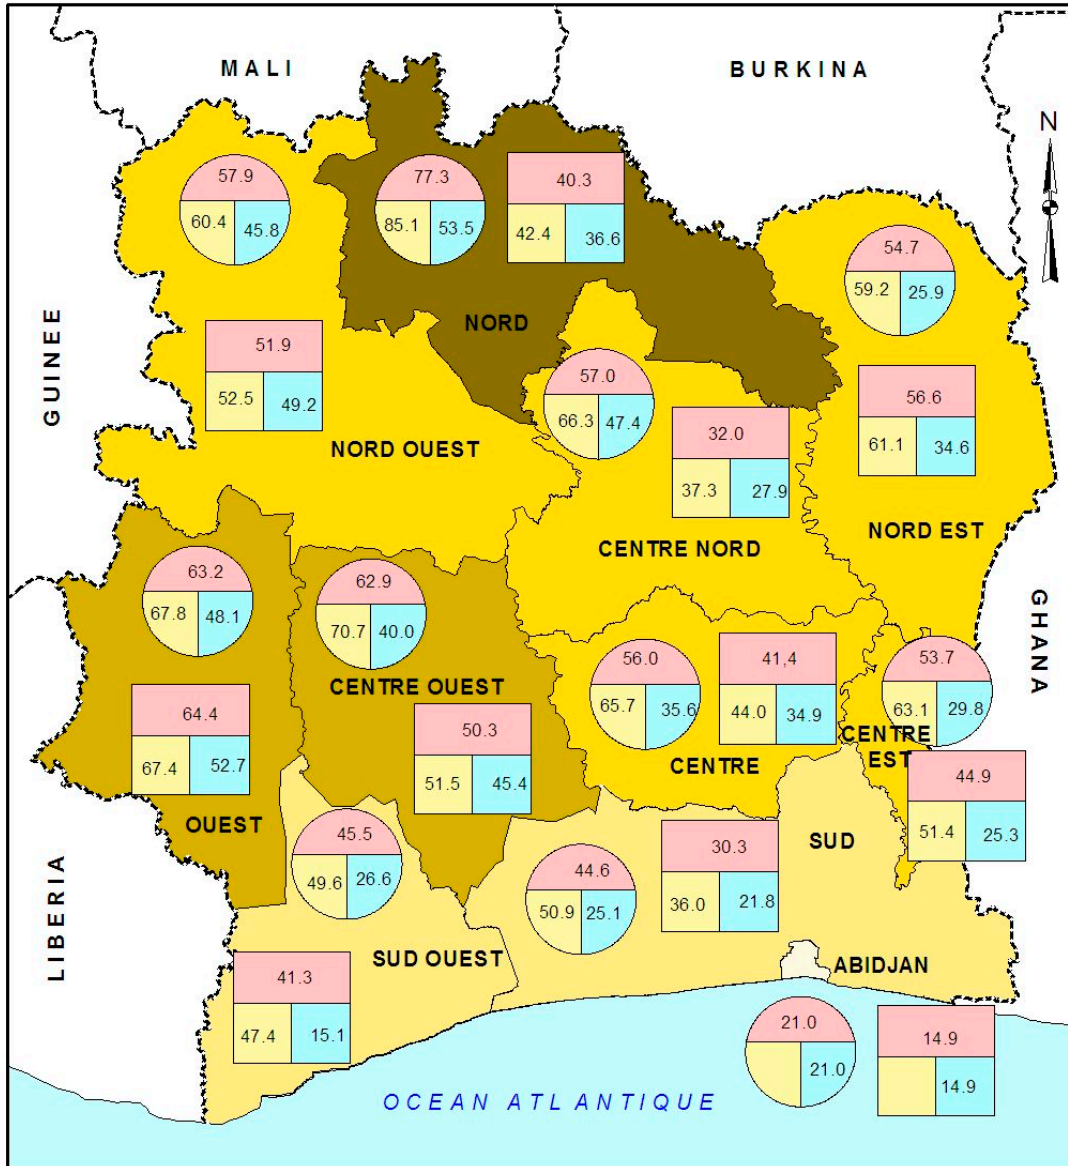 MALI
BURKINA
N
57.9
60.4 45.8
77.3
85.1 53.5
40.3
42.4 36.6
54.7
59.2 25.9
NORD
GUINEE
51.9
52.5 49.2
57.0
66.3 47.4
56.6
61.1 34.6
32.0
37.3 27.9
NORD OUEST
NORD EST
CENTRE NORD
63.2
67.8 48.1
62.9
70.7 40.0
GHANA
56.0
65.7 35.6
41,4
44.0 34.9
53.7
63.1 29.8
CENTRE OUEST
64.4
67.4 52.7
50.3
51.5 45.4
CENTRE
CENTRE
EST
44.9
51.4 25.3
OUEST
SUD
45.5
49.6 26.6
44.6
50.9 25.1
30.3
36.0 21.8
LIBERIA
SUD OUEST
ABIDJAN
41.3
47.4 15.1
21.0
21.0
14.9
14.9
OCEAN ATLANTIQUE